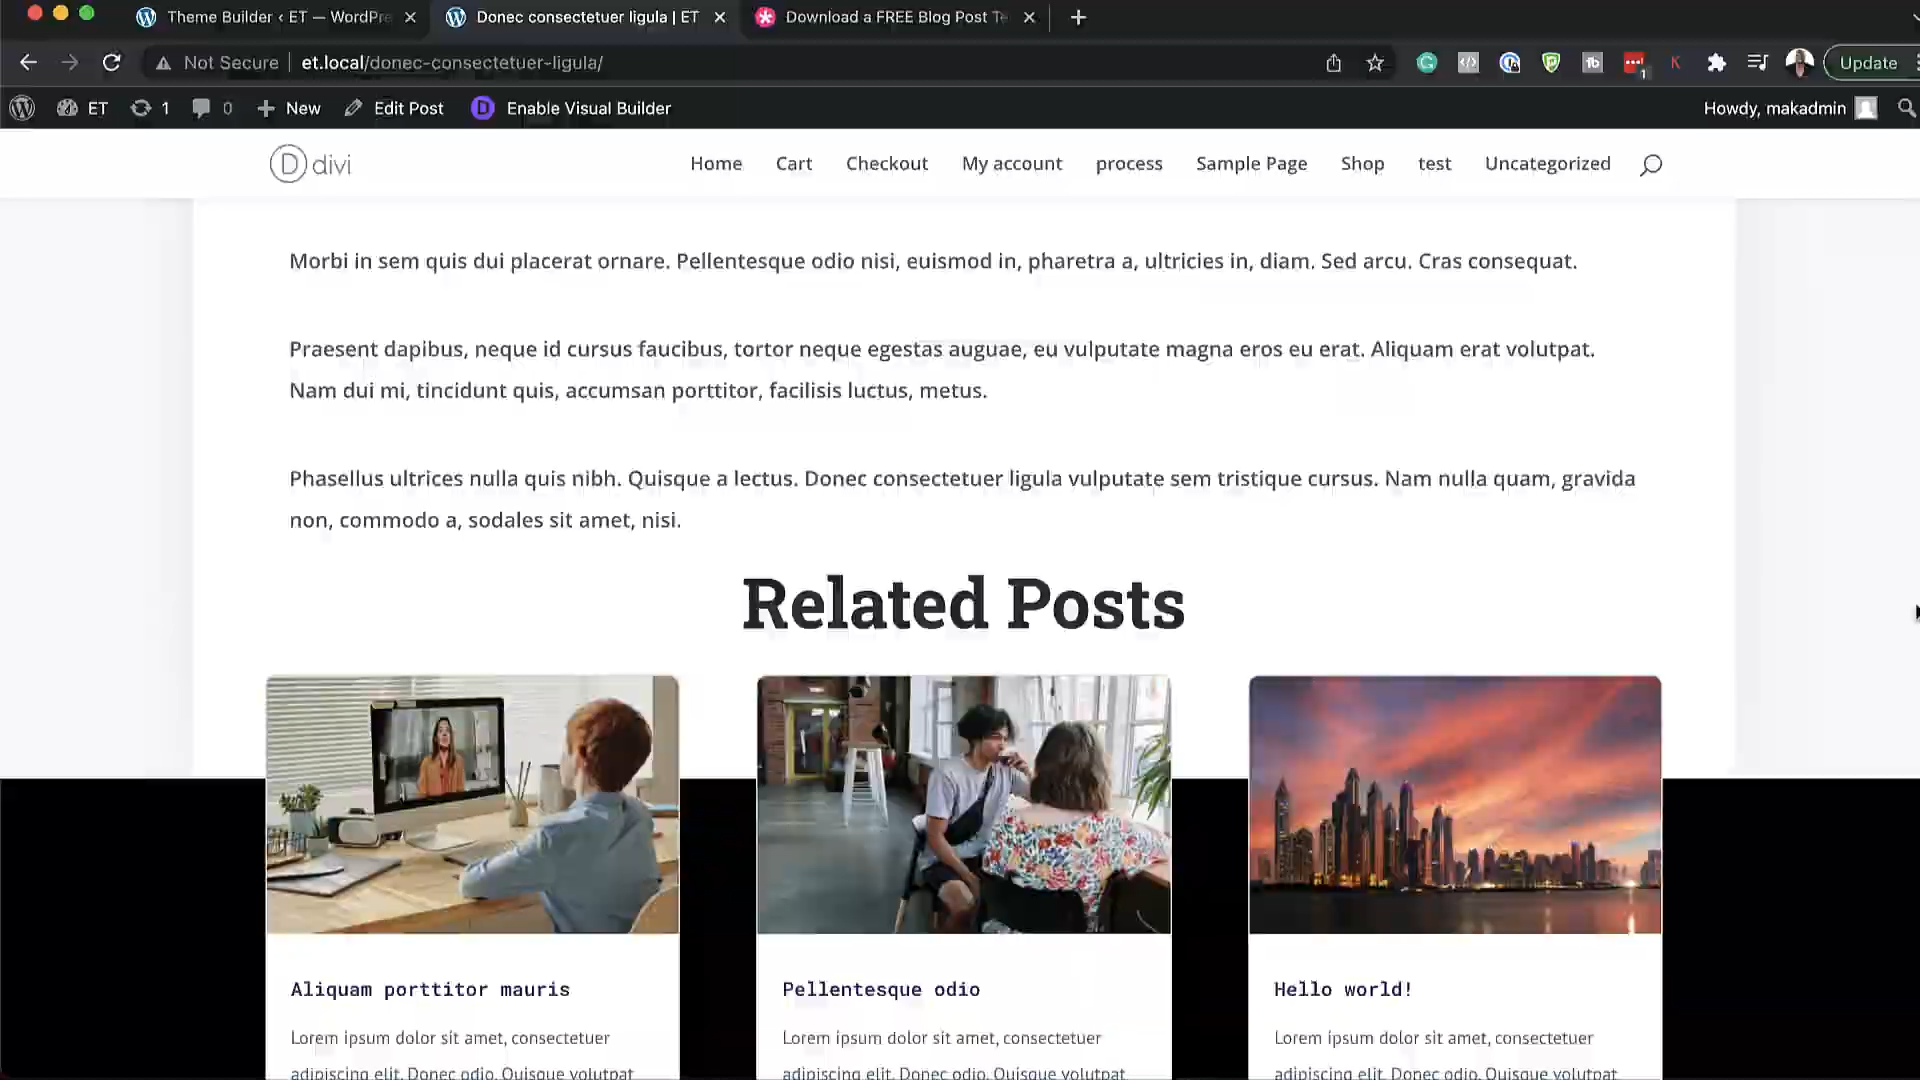 Theme Builder ‹ ET — WordPre
Donec consectetuer ligula | ET
Download a FREE Blog Post Te
Not Secure
et.local/donec-consectetuer-ligula/
1
Update
ET
1
0
New
Edit Post
D
Enable Visual Builder
Howdy, makadmin
D divi
Home
Cart
Checkout
My account
process
Sample Page
Shop
test
Uncategorized
Morbi in sem quis dui placerat ornare. Pellentesque odio nisi, euismod in, pharetra a, ultricies in, diam. Sed arcu. Cras consequat.
Praesent dapibus, neque id cursus faucibus, tortor neque egestas auguae, eu vulputate magna eros eu erat. Aliquam erat volutpat.
Nam dui mi, tincidunt quis, accumsan porttitor, facilisis luctus, metus.
Phasellus ultrices nulla quis nibh. Quisque a lectus. Donec consectetuer ligula vulputate sem tristique cursus. Nam nulla quam, gravida
non, commodo a, sodales sit amet, nisi.
Related Posts
Aliquam porttitor mauris
Lorem ipsum dolor sit amet, consectetuer
adipiscing elit. Donec odio. Quisque volutpat
Pellentesque odio
Lorem ipsum dolor sit amet, consectetuer
adipiscing elit. Donec odio. Quisque volutpat
Hello world!
Lorem ipsum dolor sit amet, consectetuer
adipiscing elit. Donec odio. Quisque volutpat